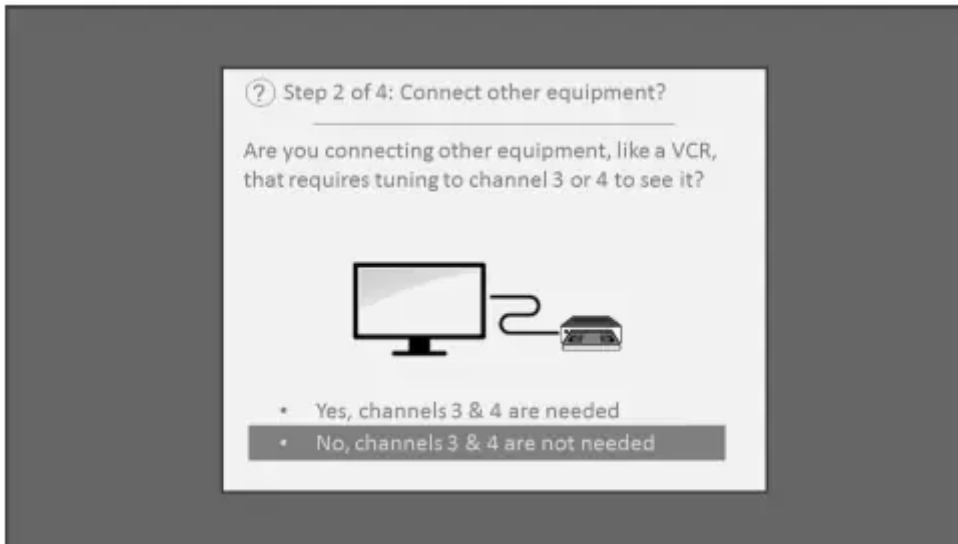 ? Step 2 of 4: Connect other equipment?
Are you connecting other equipment, like a VCR,
that requires tuning to channel 3 or 4 to see it?
• Yes, channels 3 & 4 are needed
• No, channels 3 & 4 are not needed